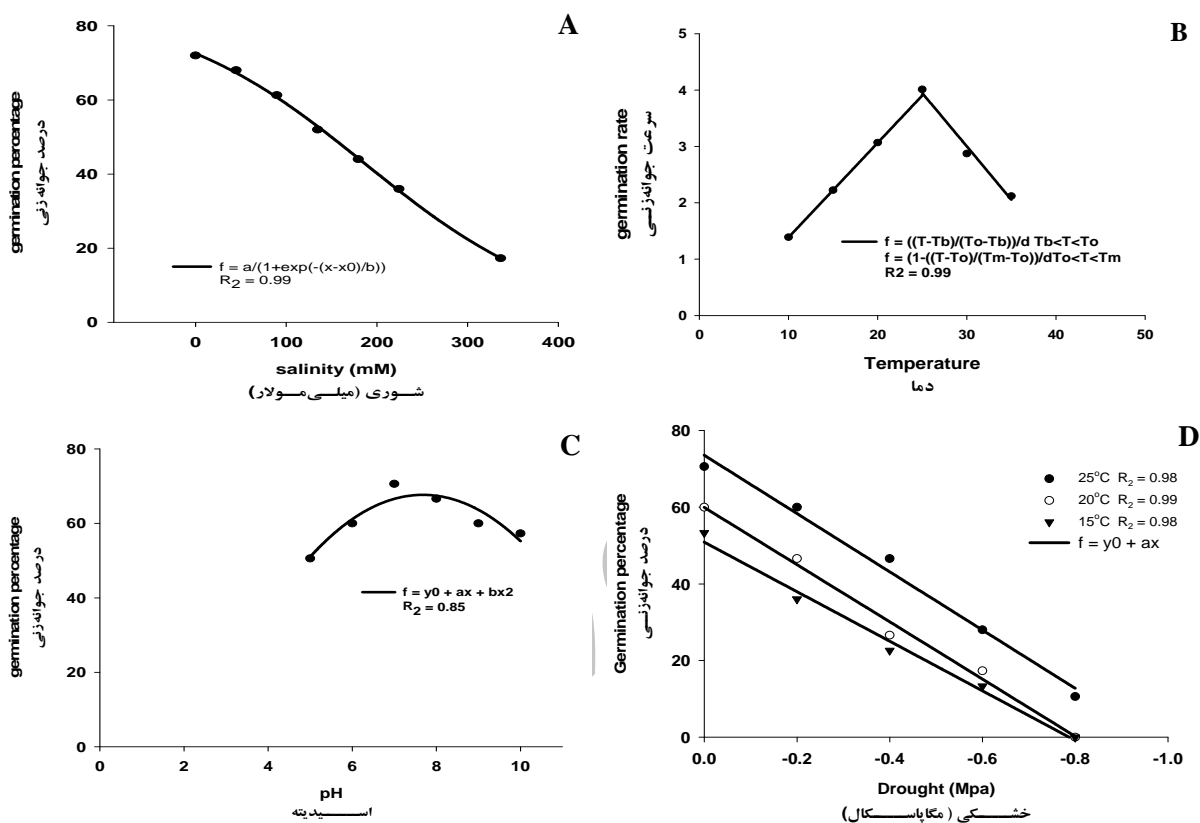 A
80
60
40
20
0
germination percentage
درصد جوانه‌زنی
f = a/(1+exp(-(x-x0)/b))
R2 = 0.99
0 100 200 300 400
salinity (mM)
شوری (میلی‌مولار)
B
5
4
3
2
1
0
germination rate
سرعت جوانه‌زنی
f = ((T-Tb)/(To-Tb))/d Tb<T<To
f = (1-((T-To)/(Tm-To))/dTo<T<Tm
R2 = 0.99
0 10 20 30 40 50
Temperature
دما
C
80
60
40
20
0
germination percentage
درصد جوانه‌زنی
f = y0 + ax + bx2
R2 = 0.85
0 2 4 6 8 10
pH
اسیدیته
D
80
60
40
20
0
Germination percentage
درصد جوانه‌زنی
25°C R2 = 0.98
20°C R2 = 0.99
15°C R2 = 0.98
f = y0 + ax
0.0 -0.2 -0.4 -0.6 -0.8 -1.0
Drought (Mpa)
خشکی (مگاپاسکال)